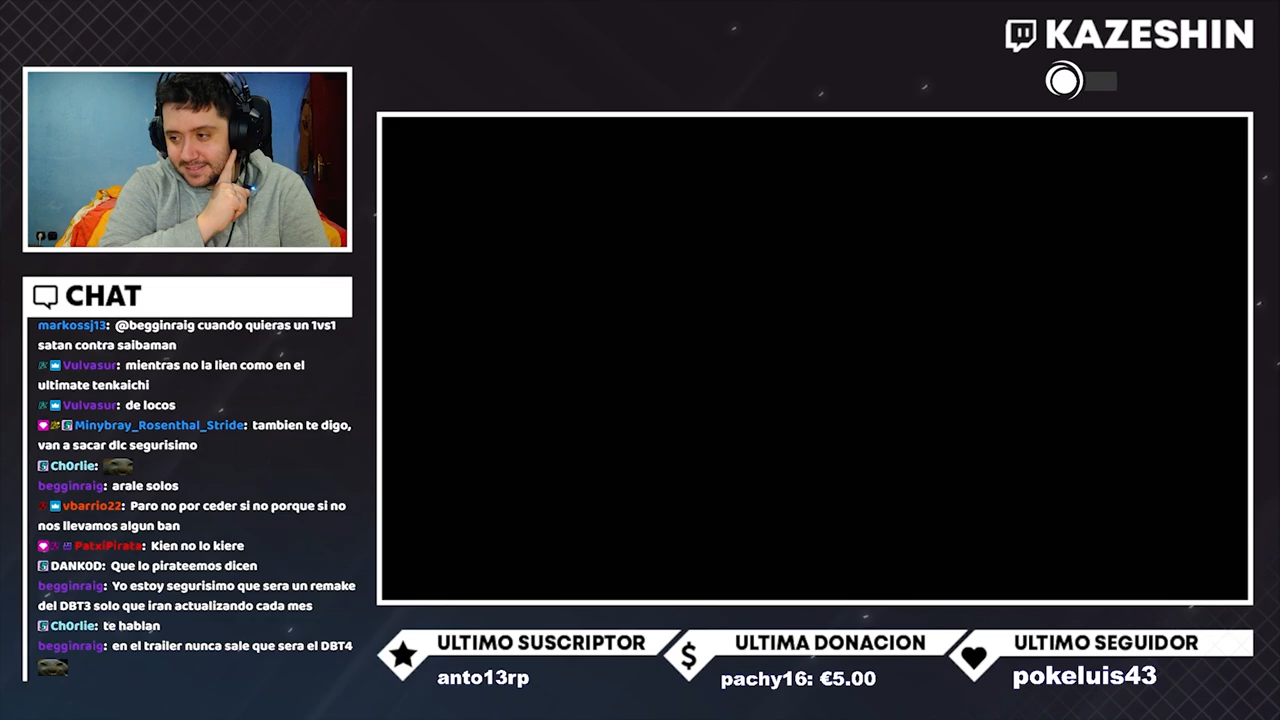 KAZESHIN
CHAT
markossj13: @begginraig cuando quieras un 1vs1
satan contra saibaman
Vulvasur: mientras no la lien como en el
ultimate tenkaichi
Vulvasur: de locos
Minybray_Rosenthal_Stride: tambien te digo,
van a sacar dlc segurisimo
Ch0rlie:
begginraig: arale solos
vbarrio22: Paro no por ceder si no porque si no
nos llevamos algun ban
PatxiPirata: Kien no lo kiere
DANK0D: Que lo pirateemos dicen
begginraig: Yo estoy segurisimo que sera un remake
del DBT3 solo que iran actualizando cada mes
Ch0rlie: te hablan
begginraig: en el trailer nunca sale que sera el DBT4
ULTIMO SUSCRIPTOR
anto13rp
ULTIMA DONACION
pachy16: €5.00
ULTIMO SEGUIDOR
pokeluis43